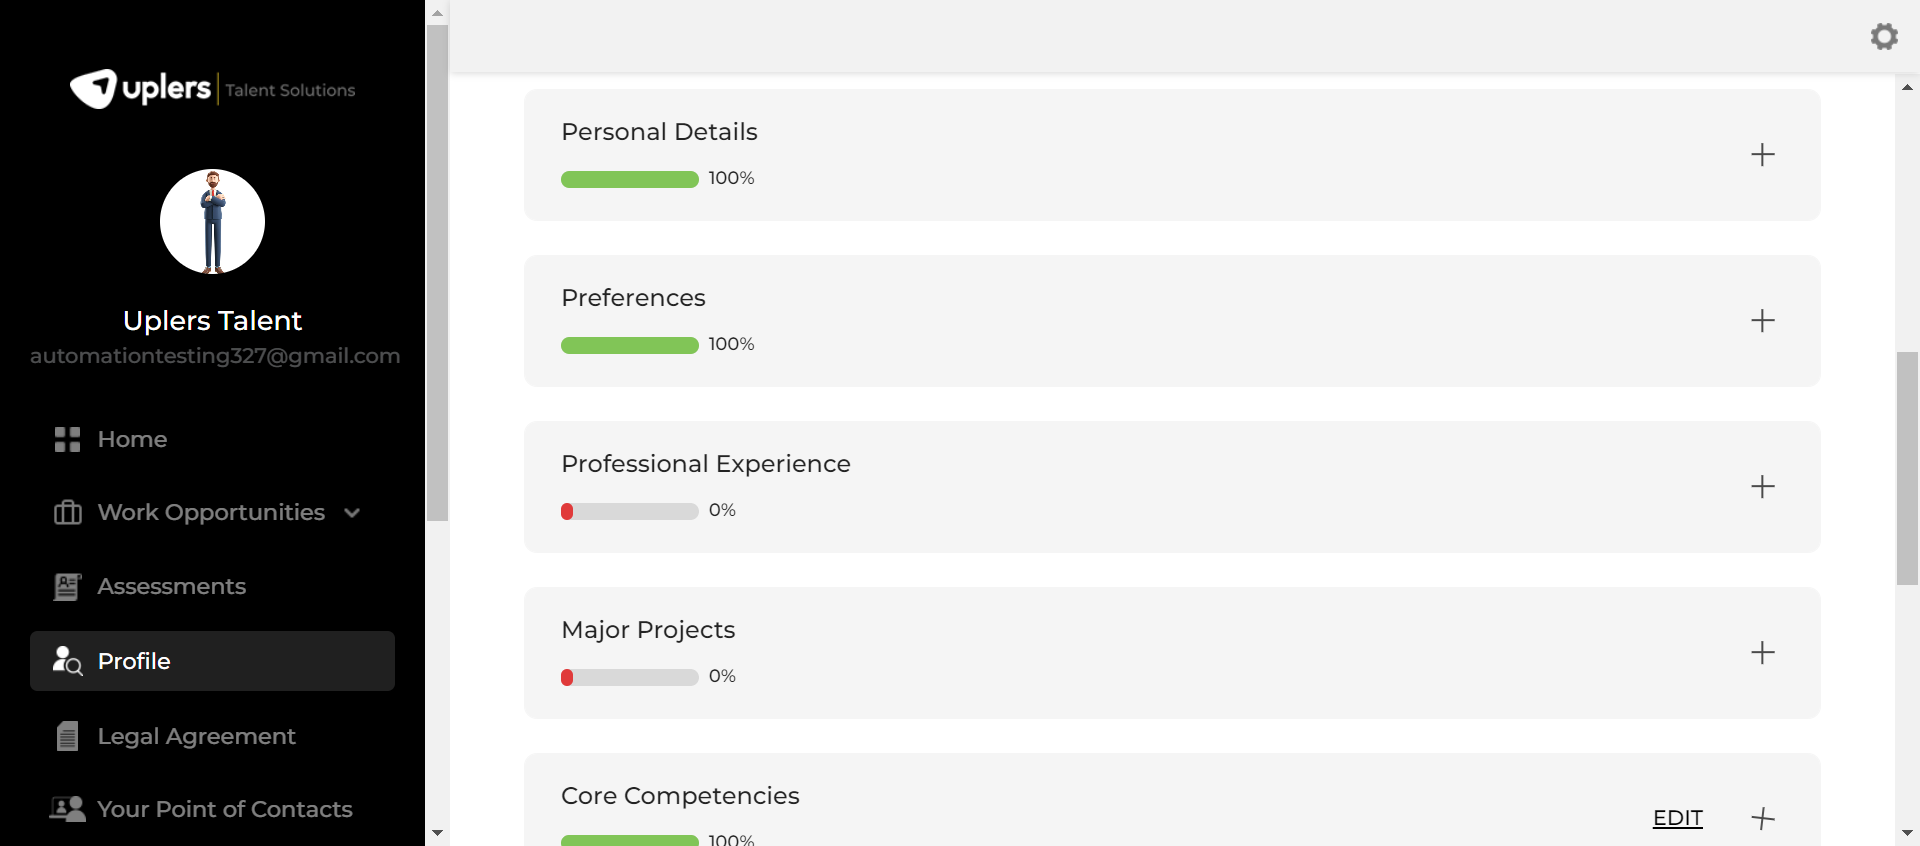 uplers | Talent Solutions
Uplers Talent
automationtesting327@gmail.com
Home
Work Opportunities
Assessments
Profile
Legal Agreement
Your Point of Contacts
Personal Details
100%
Preferences
100%
Professional Experience
0%
Major Projects
0%
Core Competencies
EDIT
100%